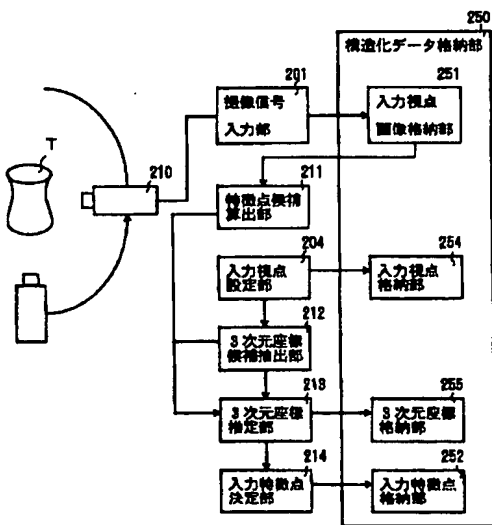 250
構造化データ格納部
201
撮像信号
入力部
251
入力視点
画像格納部
T
210
211
特徴点候補
算出部
204
入力視点
設定部
254
入力視点
格納部
212
3次元座標
候補抽出部
213
3次元座標
推定部
255
3次元座標
格納部
214
入力特徴点
決定部
252
入力特徴点
格納部